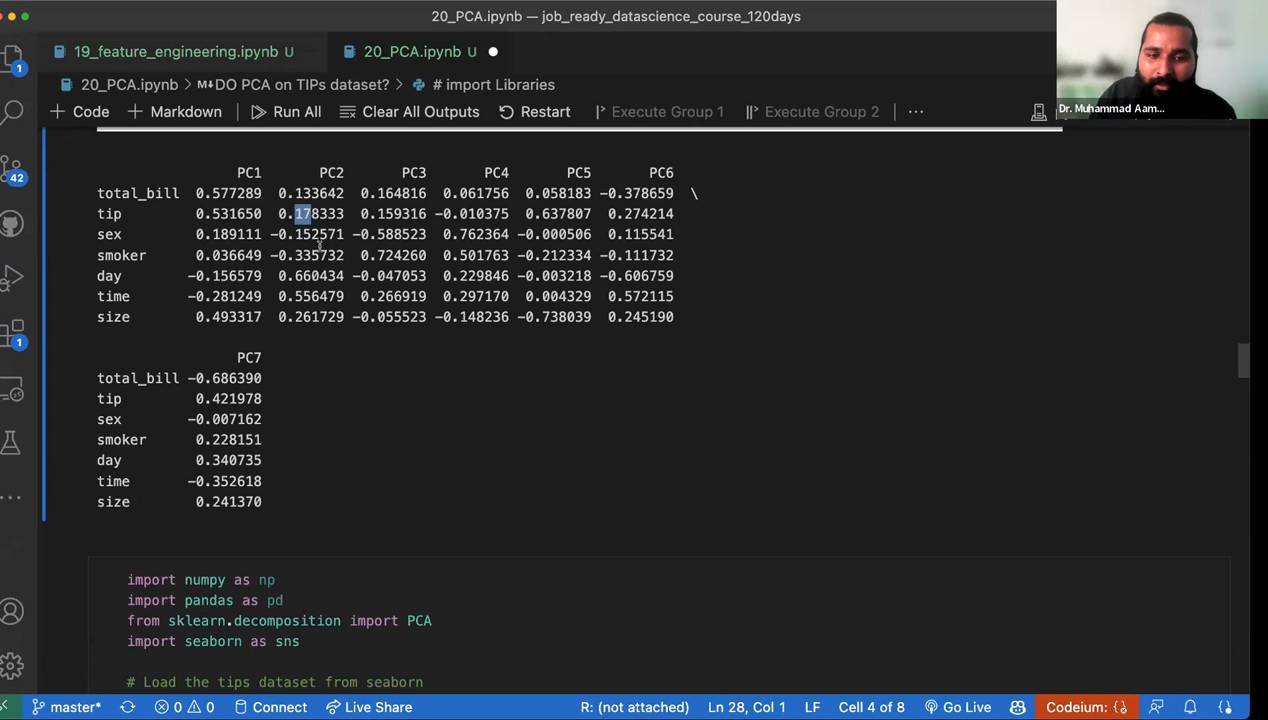 20_PCA.ipynb — job_ready_datascience_course_120days
19_feature_engineering.ipynb U
20_PCA.ipynb U
20_PCA.ipynb > M↓DO PCA on TIPs dataset? > # import Libraries
+ Code + Markdown Run All Clear All Outputs Restart Execute Group 1 Execute Group 2 ...
Dr. Muhammad Aam...
1
42
1
PC1 PC2 PC3 PC4 PC5 PC6
total_bill 0.577289 0.133642 0.164816 0.061756 0.058183 -0.378659 \
tip 0.531650 0.178333 0.159316 -0.010375 0.637807 0.274214
sex 0.189111 -0.152571 -0.588523 0.762364 -0.000506 0.115541
smoker 0.036649 -0.335732 0.724260 0.501763 -0.212334 -0.111732
day -0.156579 0.660434 -0.047053 0.229846 -0.003218 -0.606759
time -0.281249 0.556479 0.266919 0.297170 0.004329 0.572115
size 0.493317 0.261729 -0.055523 -0.148236 -0.738039 0.245190
PC7
total_bill -0.686390
tip 0.421978
sex -0.007162
smoker 0.228151
day 0.340735
time -0.352618
size 0.241370
import numpy as np
import pandas as pd
from sklearn.decomposition import PCA
import seaborn as sns
# Load the tips dataset from seaborn
master* 0 0 Connect Live Share R: (not attached) Ln 28, Col 1 LF Cell 4 of 8 Go Live Codeium: {}